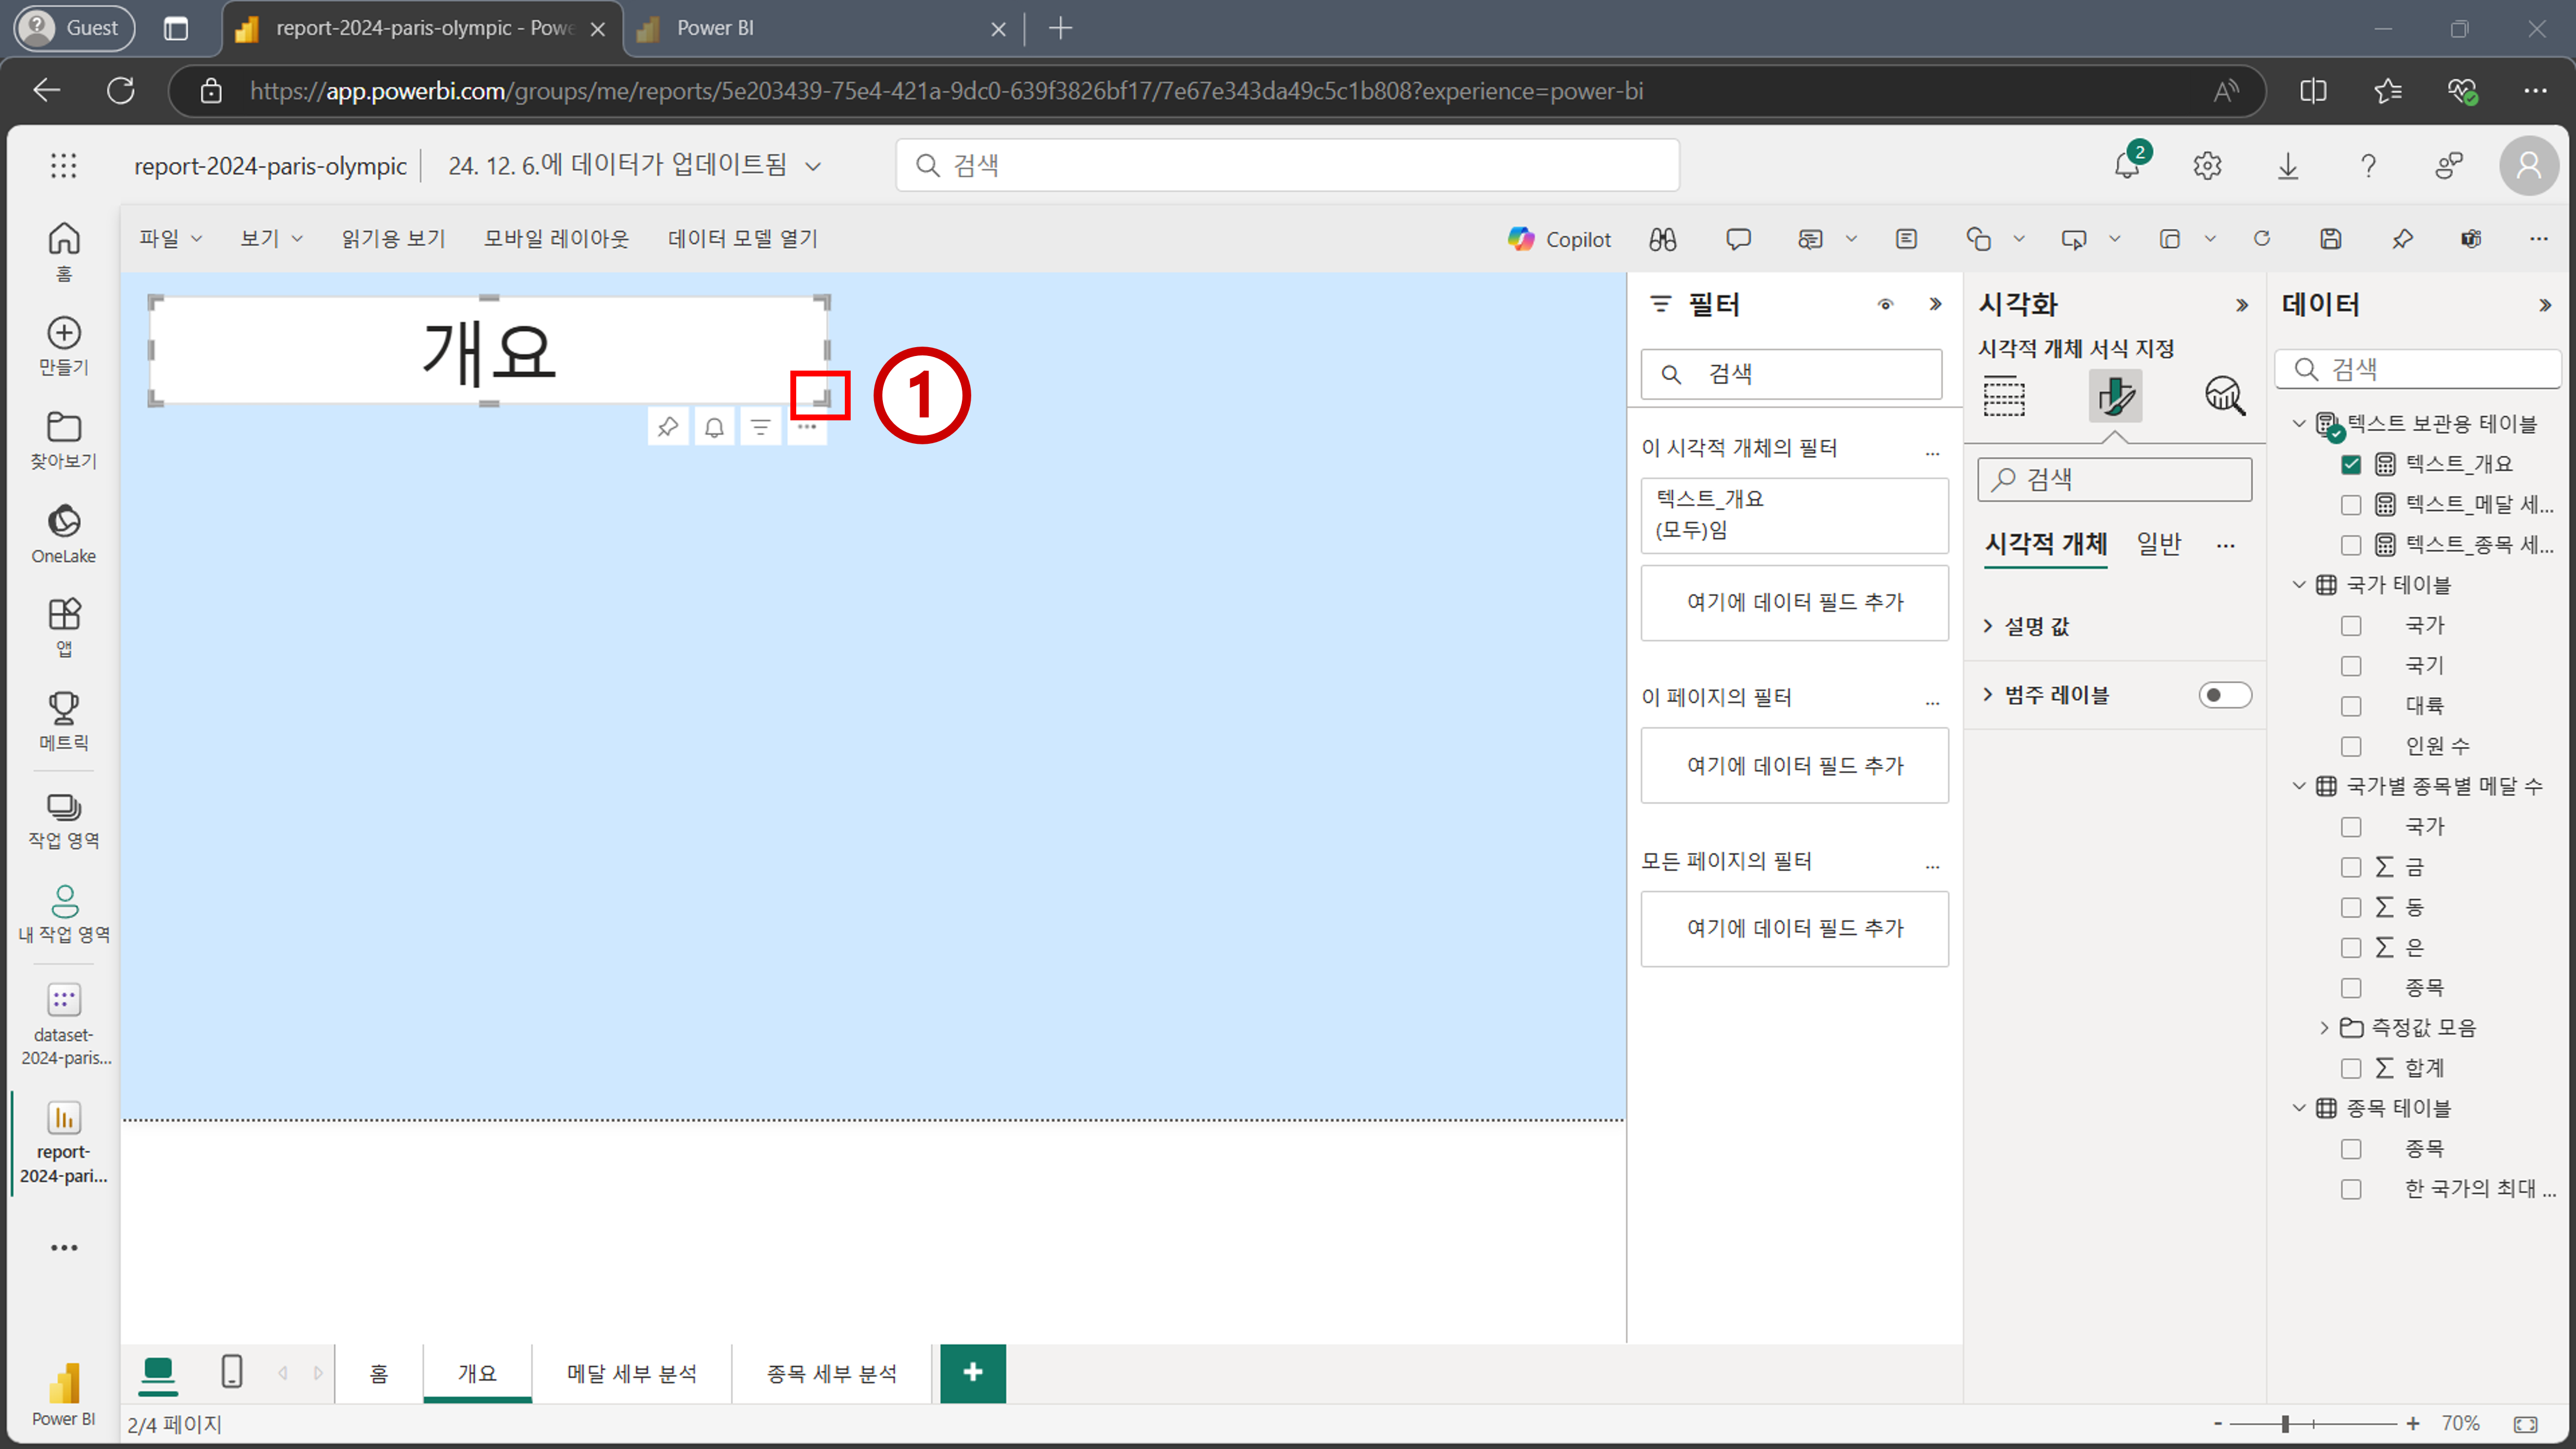 Guest
report-2024-paris-olympic - Powe
Power BI
https://app.powerbi.com/groups/me/reports/5e203439-75e4-421a-9dc0-639f3826bf17/7e67e343da49c5c1b808?experience=power-bi
report-2024-paris-olympic
24. 12. 6.에 데이터가 업데이트됨
검색
2
파일
보기
읽기용 보기
모바일 레이아웃
데이터 모델 열기
Copilot
홈
만들기
찾아보기
OneLake
앱
메트릭
작업 영역
내 작업 영역
dataset-
2024-paris...
report-
2024-pari...
Power BI
개요
1
필터
검색
이 시각적 개체의 필터
텍스트_개요
(모두)임
여기에 데이터 필드 추가
이 페이지의 필터
여기에 데이터 필드 추가
모든 페이지의 필터
여기에 데이터 필드 추가
시각화
시각적 개체 서식 지정
검색
시각적 개체
일반
설명 값
범주 레이블
데이터
검색
텍스트 보관용 테이블
텍스트_개요
텍스트_메달 세...
텍스트_종목 세...
국가 테이블
국가
국기
대륙
인원 수
국가별 종목별 메달 수
국가
금
동
은
종목
측정값 모음
합계
종목 테이블
종목
한 국가의 최대 ...
홈
개요
메달 세부 분석
종목 세부 분석
2/4 페이지
- + 70%